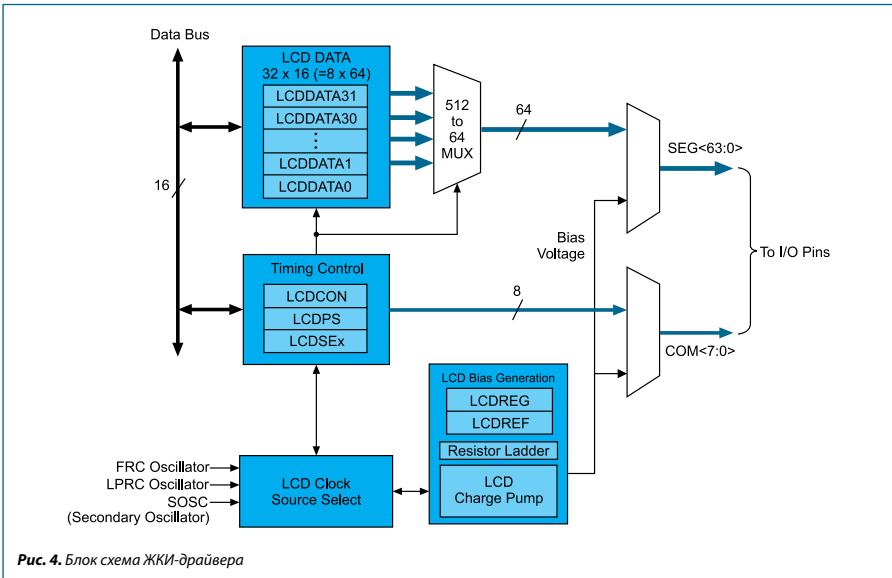 Data Bus
LCD DATA
32 x 16 (=8 x 64)
LCDDATA31
LCDDATA30
⋮
LCDDATA1
LCDDATA0
512
to
64
MUX
64
SEG<63:0>
16
Bias
Voltage
To I/O Pins
Timing Control
LCDCON
LCDPS
LCDSEx
8
COM<7:0>
LCD Bias Generation
LCDREG
LCDREF
Resistor Ladder
LCD
Charge Pump
FRC Oscillator
LPRC Oscillator
SOSC
(Secondary Oscillator)
LCD Clock
Source Select
Рис. 4. Блок схема ЖКИ-драйвера